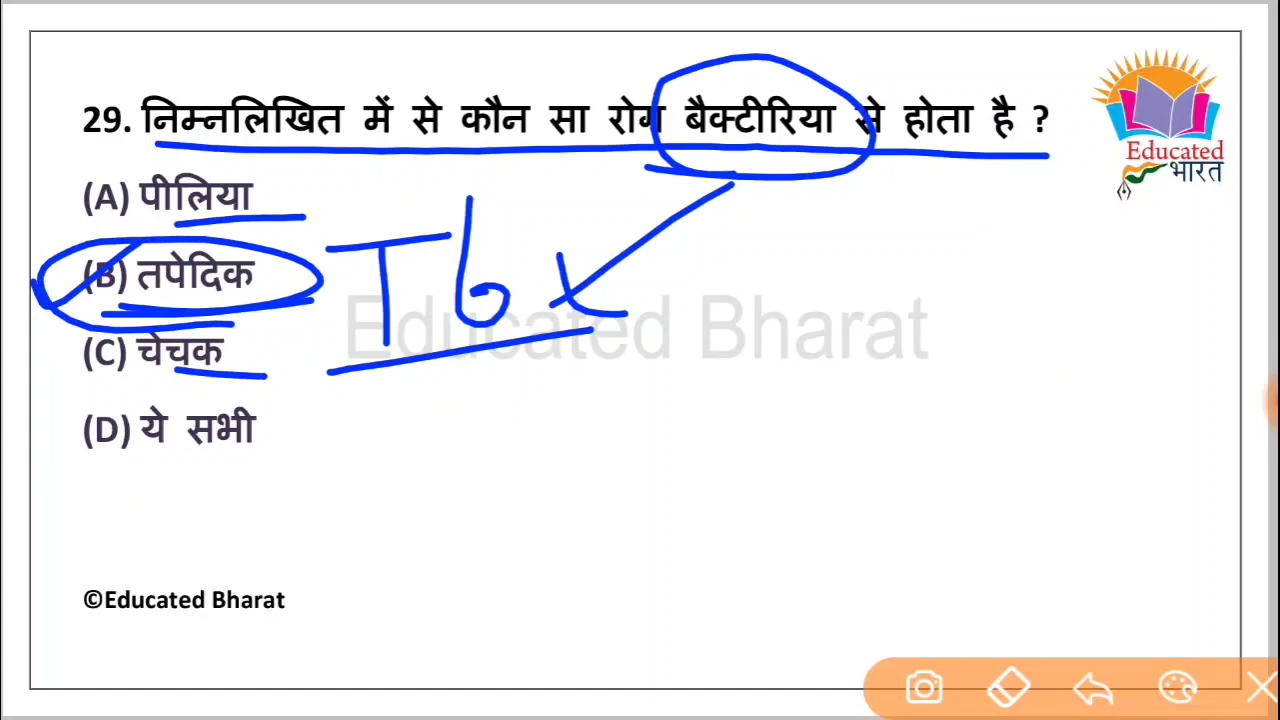 29. निम्नलिखित में से कौन सा रोग बैक्टीरिया से होता है ?
Educated
भारत
(A) पीलिया
(B) तपेदिक
Tb
(C) चेचक
Educated Bharat
(D) ये सभी
©Educated Bharat